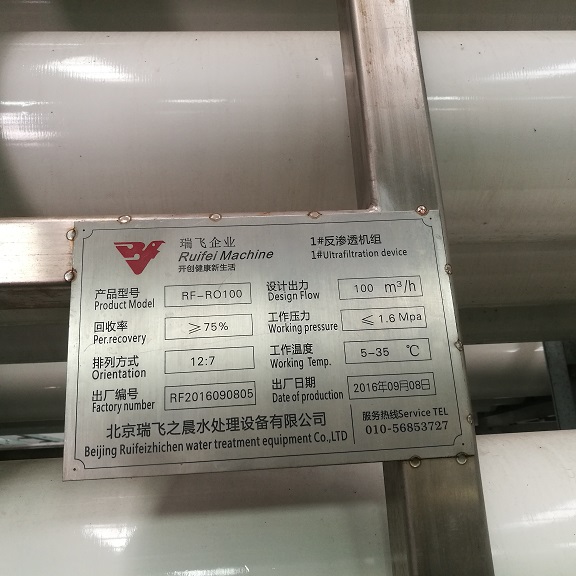 瑞飞企业
Ruifei Machine
开创健康新生活
1#反渗透机组
1#Ultrafiltration device
产品型号
Product Model
RF-RO100
设计出力
Design Flow
100 m³/h
回收率
Per.recovery
≥75%
工作压力
Working pressure
≤ 1.6 Mpa
排列方式
Orientation
12:7
工作温度
Working Temp.
5-35 ℃
出厂编号
Factory number
RF2016090805
出厂日期
Date of production
2016年09月08日
北京瑞飞之晨水处理设备有限公司
Beijing Ruifeizhichen water treatment equipment Co.,LTD
服务热线Service TEL
010-56853727